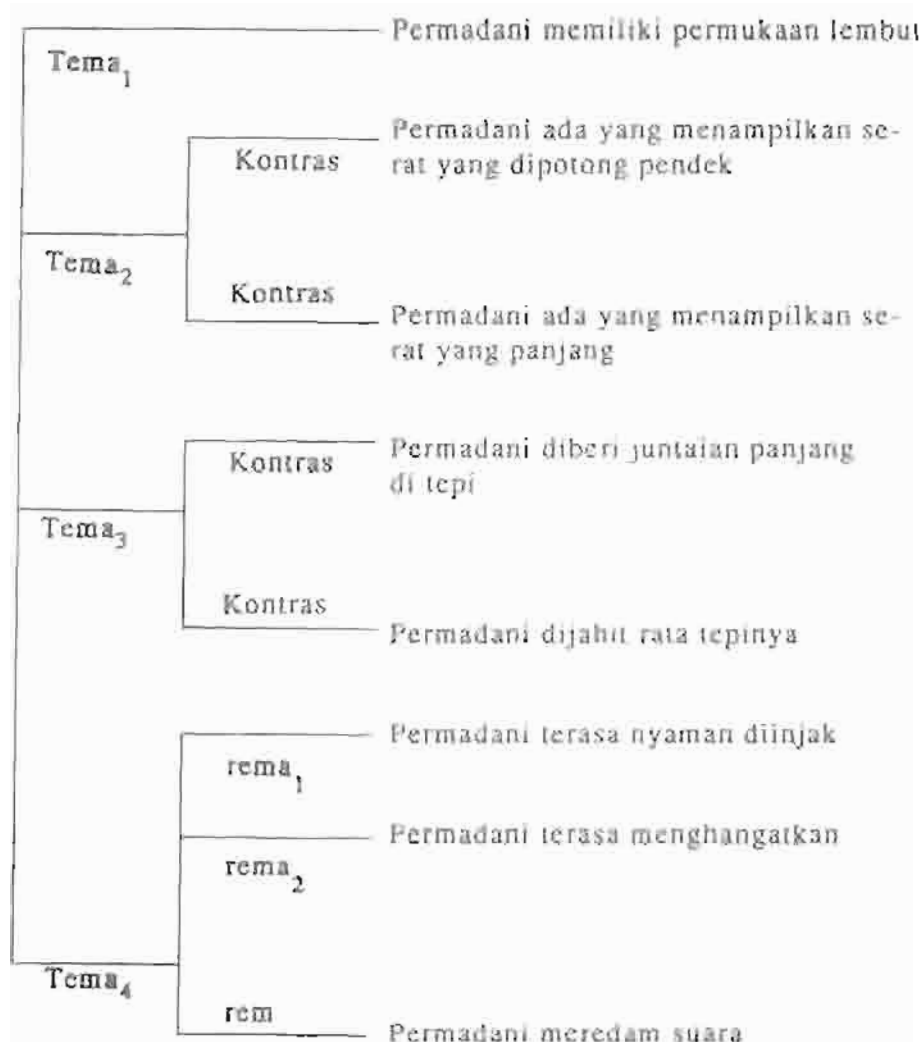 Permadani memiliki permukaan lembut
Tema1
Permadani ada yang menampilkan se-
Kontras
rat yang dipotong pendek
Tema2
Kontras
Permadani ada yang menampilkan se-
rat yang panjang
Permadani diberi juntaian panjang
Kontras
di tepi
Tema3
Kontras
Permadani dijahit rata tepinya
Permadani terasa nyaman diinjak
rema1
Permadani terasa menghangatkan
rema2
Tema4
rem
Permadani meredam suara